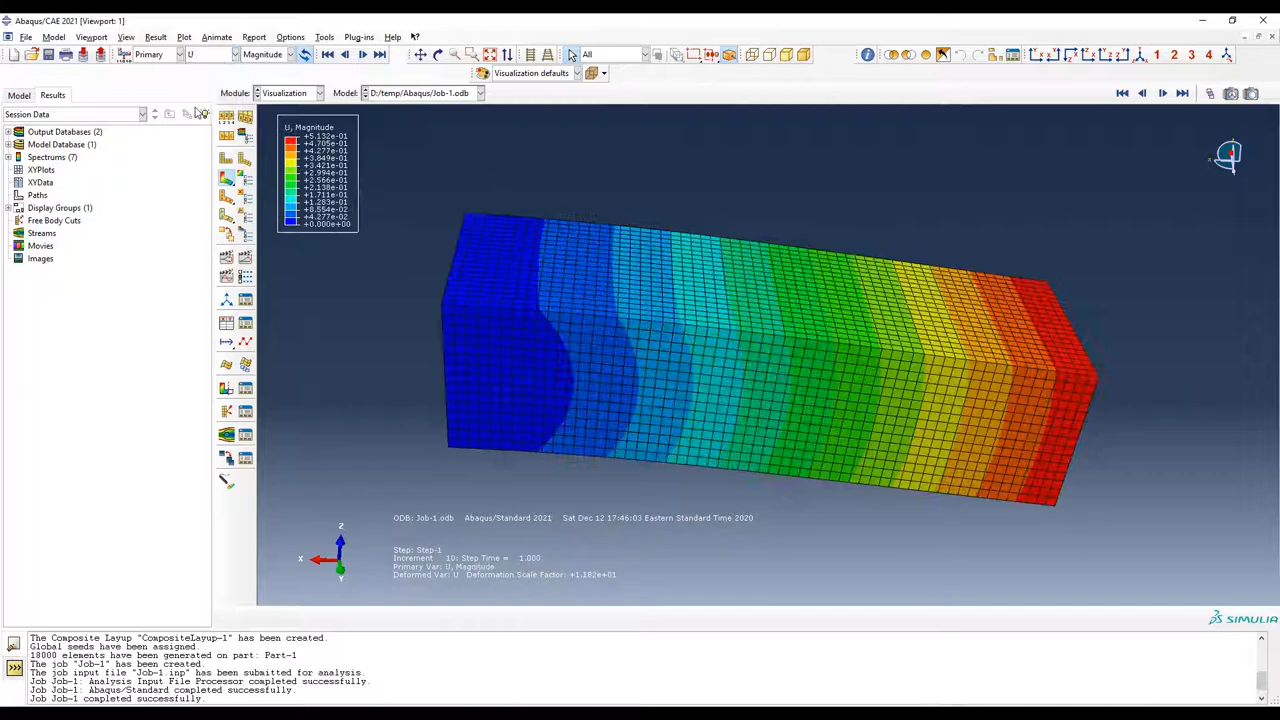 Abaqus/CAE 2021 [Viewport: 1]
File Model Viewport View Result Plot Animate Report Options Tools Plug-ins Help
Primary U Magnitude All
Visualization defaults
1 2 3 4
Model Results Module: Visualization Model: D:/temp/Abaqus/Job-1.odb
Session Data
Output Databases (2)
Model Database (1)
Spectrums (7)
XYPlots
XYData
Paths
Display Groups (1)
Free Body Cuts
Streams
Movies
Images
U, Magnitude
+5.132e-01
+4.705e-01
+4.277e-01
+3.849e-01
+3.421e-01
+2.994e-01
+2.566e-01
+2.138e-01
+1.711e-01
+1.283e-01
+8.554e-02
+4.277e-02
+0.000e+00
Z
X
Y
ODB: Job-1.odb Abaqus/Standard 2021 Sat Dec 12 17:46:03 Eastern Standard Time 2020
Step: Step-1
Increment 10: Step Time = 1.000
Primary Var: U, Magnitude
Deformed Var: U Deformation Scale Factor: +1.182e+01
SIMULIA
The Composite Layup "CompositeLayup-1" has been created.
Global seeds have been assigned.
18000 elements have been generated on part: Part-1
The job "Job-1" has been created.
The job input file "Job-1.inp" has been submitted for analysis.
Job Job-1: Analysis Input File Processor completed successfully.
Job Job-1: Abaqus/Standard completed successfully.
Job Job-1 completed successfully.